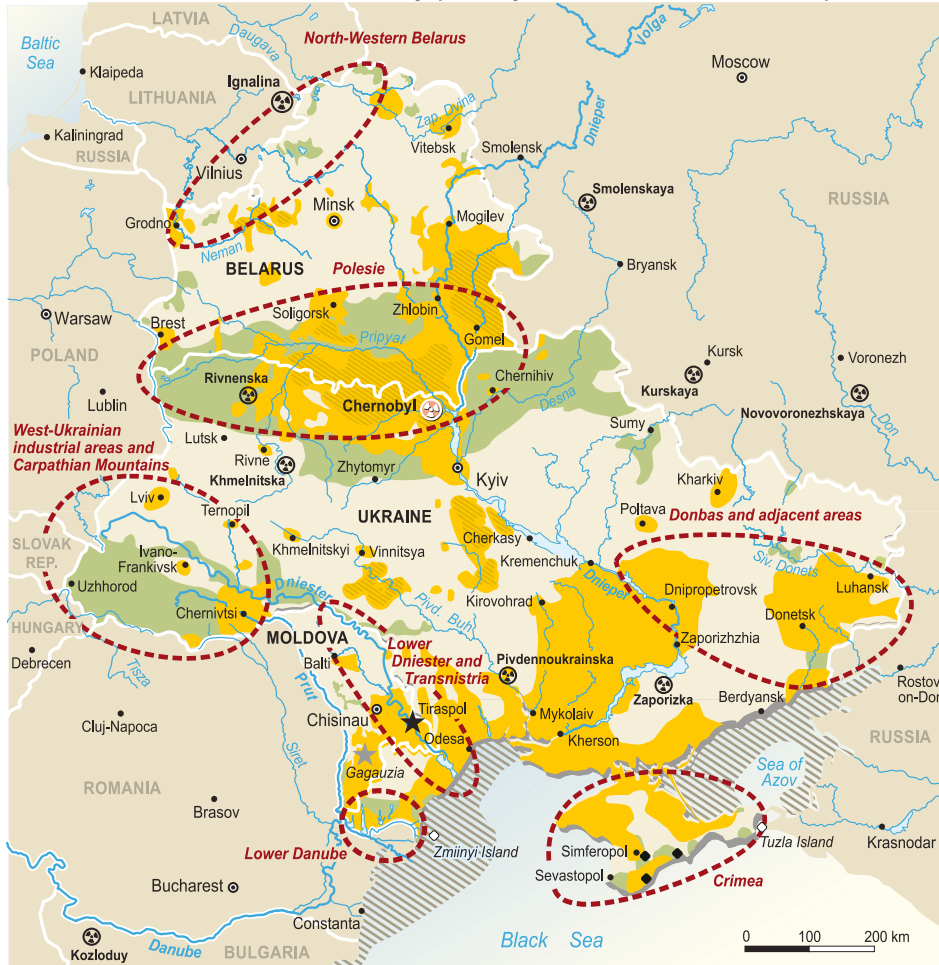 LATVIA
Baltic
Sea
Daugava
North-Western Belarus
Volga
Moscow
Klaipeda
Ignalina
LITHUANIA
Zap. Dvina
Dnieper
Kaliningrad
RUSSIA
Vitebsk
Smolensk
Vilnius
Smolenskaya
RUSSIA
Grodno
Minsk
Mogilev
Neman
BELARUS
Polesie
Bryansk
Warsaw
Brest
Soligorsk
Zhlobin
Pripyat
Gomel
POLAND
Kursk
Voronezh
Rivnenska
Chernihiv
Kurskaya
Lublin
Chernobyl
Desna
Novovoronezhskaya
Don
West-Ukrainian
industrial areas and
Carpathian Mountains
Lutsk
Sumy
Rivne
Zhytomyr
Kyiv
Khmelnitska
Kharkiv
Lviv
Ternopil
UKRAINE
Poltava
Donbas and adjacent areas
SLOVAK
REP.
Ivano-
Frankivsk
Khmelnitskyi
Vinnitsya
Cherkasy
Kremenchuk
Siv. Donets
Uzhhorod
Dniester
Dnieper
Luhansk
Chernivtsi
Pivd. Buh
Kirovohrad
Dnipropetrovsk
Donetsk
HUNGARY
MOLDOVA
Lower
Dniester and
Transnistria
Zaporizhzhia
Debrecen
Tisza
Balti
Prut
Pivdennoukrainska
Rostov-
on-Don
Zaporizka
Berdyansk
Chisinau
Tiraspol
Mykolaiv
Cluj-Napoca
Siret
Odesa
Kherson
RUSSIA
Gagauzia
Sea of
Azov
ROMANIA
Brasov
Zmiinyi Island
Tuzla Island
Krasnodar
Lower Danube
Simferopol
Sevastopol
Crimea
Bucharest
Constanta
Black Sea
0 100 200 km
Danube
BULGARIA
Kozloduy